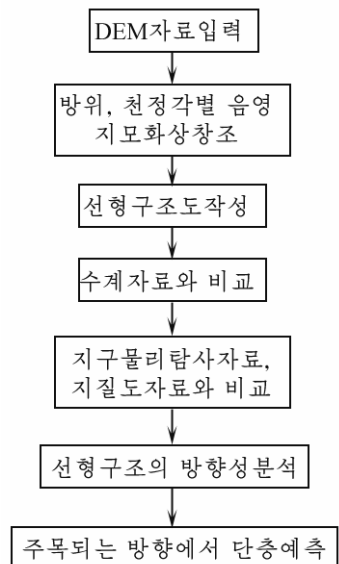 DEM자료입력
방위, 천정각별 음영
지모화상창조
선형구조도작성
수계자료와 비교
지구물리탐사자료,
지질도자료와 비교
선형구조의 방향성분석
주목되는 방향에서 단층예측